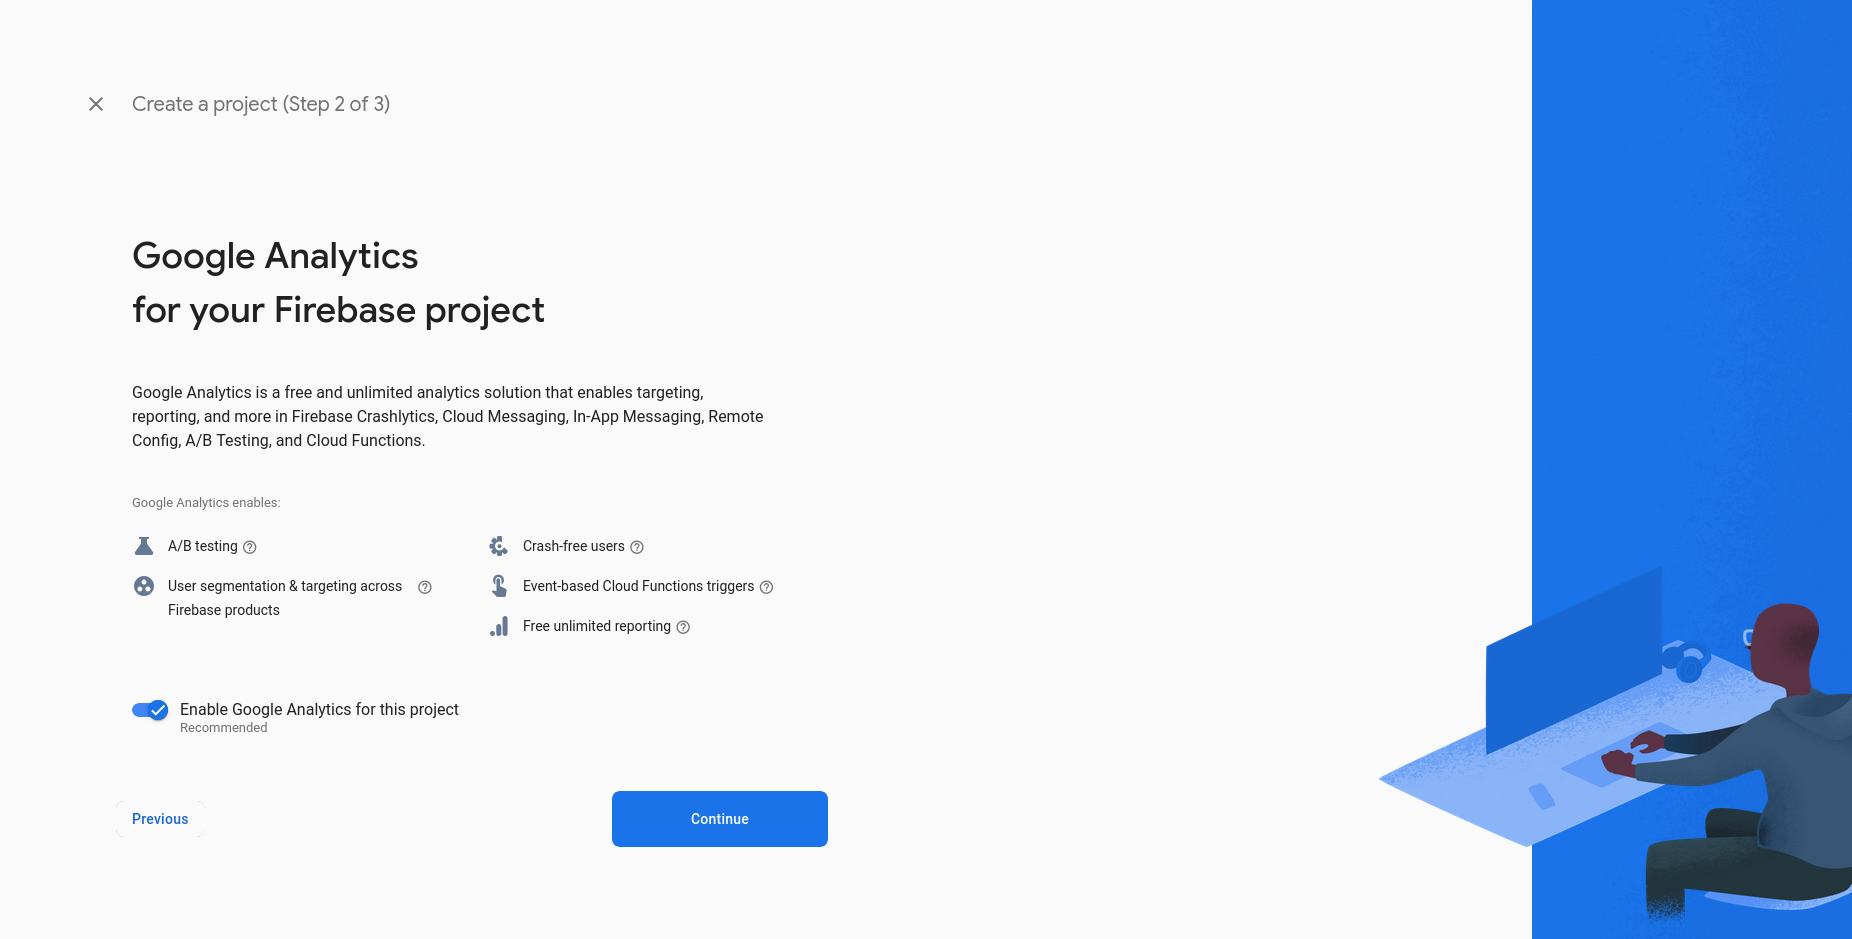 Create a project (Step 2 of 3)
Google Analytics
for your Firebase project
Google Analytics is a free and unlimited analytics solution that enables targeting,
reporting, and more in Firebase Crashlytics, Cloud Messaging, In-App Messaging, Remote
Config, A/B Testing, and Cloud Functions.
Google Analytics enables:
A/B testing
User segmentation & targeting across
Firebase products
Crash-free users
Event-based Cloud Functions triggers
Free unlimited reporting
Enable Google Analytics for this project
Recommended
Previous
Continue